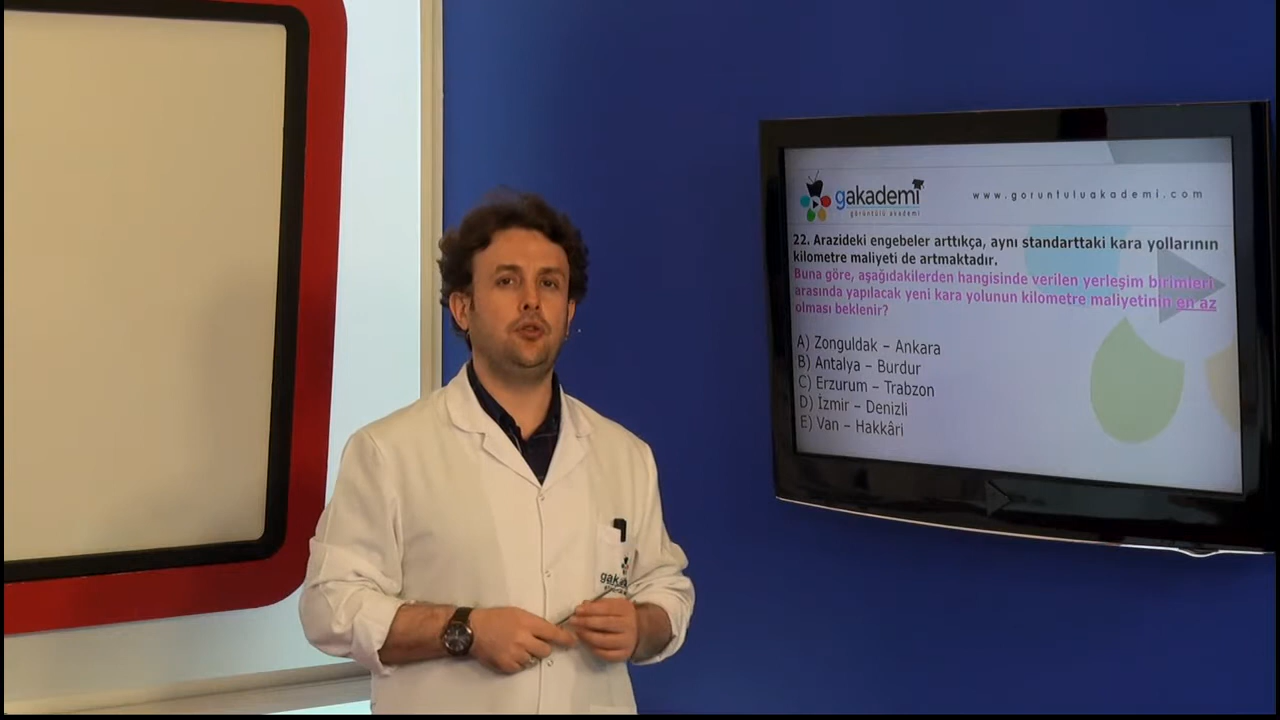 gakademi
görüntülü akademi
www.goruntuluakademi.com
22. Arazideki engebeler arttıkça, aynı standarttaki kara yollarının
kilometre maliyeti de artmaktadır.
Buna göre, aşağıdakilerden hangisinde verilen yerleşim birimleri
arasında yapılacak yeni kara yolunun kilometre maliyetinin en az
olması beklenir?
A) Zonguldak – Ankara
B) Antalya – Burdur
C) Erzurum – Trabzon
D) İzmir – Denizli
E) Van – Hakkâri